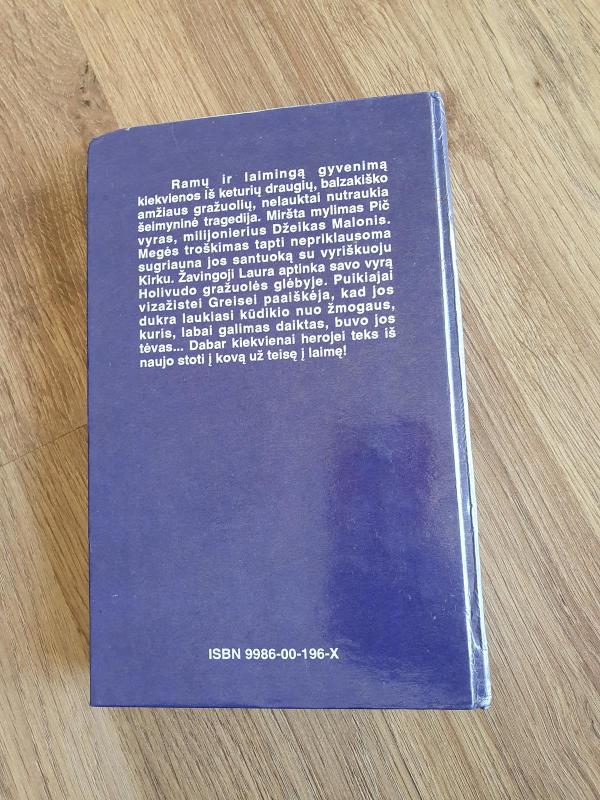 Ramų ir laimingą gyvenimą
kiekvienos iš keturių draugių, balzakiško
amžiaus gražuolių, nelauktai nutraukia
šeimyninė tragedija. Miršta mylimas Pič
vyras, milijonierius Džeikas Malonis.
Megės troškimas tapti nepriklausoma
sugriauna jos santuoką su vyriškuoju
Kirku. Žavingoji Laura aptinka savo vyrą
Holivudo gražuolės glėbyje. Puikiajai
vizažistei Greisei paaiškėja, kad jos
dukra laukiasi kūdikio nuo žmogaus,
kuris, labai galimas daiktas, buvo jos
tėvas... Dabar kiekvienai herojei teks iš
naujo stoti į kovą už teisę į laimę!
ISBN 9986-00-196-X